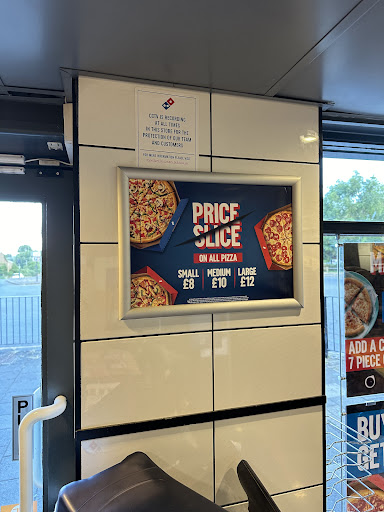 CCTV IS RECORDING
AT ALL TIMES
IN THIS STORE FOR THE
PROTECTION OF OUR TEAM
AND CUSTOMERS
PRICE
SLICE
ON ALL PIZZA
SMALL MEDIUM LARGE
£8 £10 £12
ADD A C
7 PIECE
BUY
GET
P